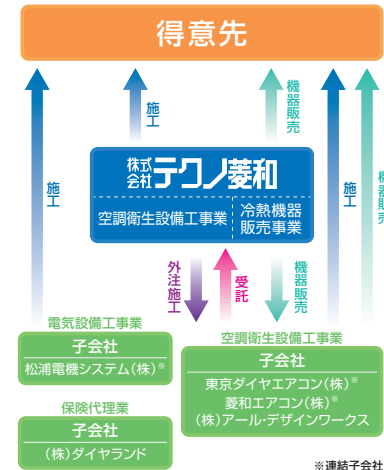 得意先
施工
機器販売
施工
株式会社テクノ菱和
空調衛生設備工事業
冷熱機器
販売事業
施工
機器販売
外注施工
受託
機器販売
電気設備工事業
子会社
松浦電機システム(株)※
保険代理業
子会社
(株)ダイヤランド
空調衛生設備工事業
子会社
東京ダイヤエアコン(株)※
菱和エアコン(株)※
(株)アール・デザインワークス
※連結子会社